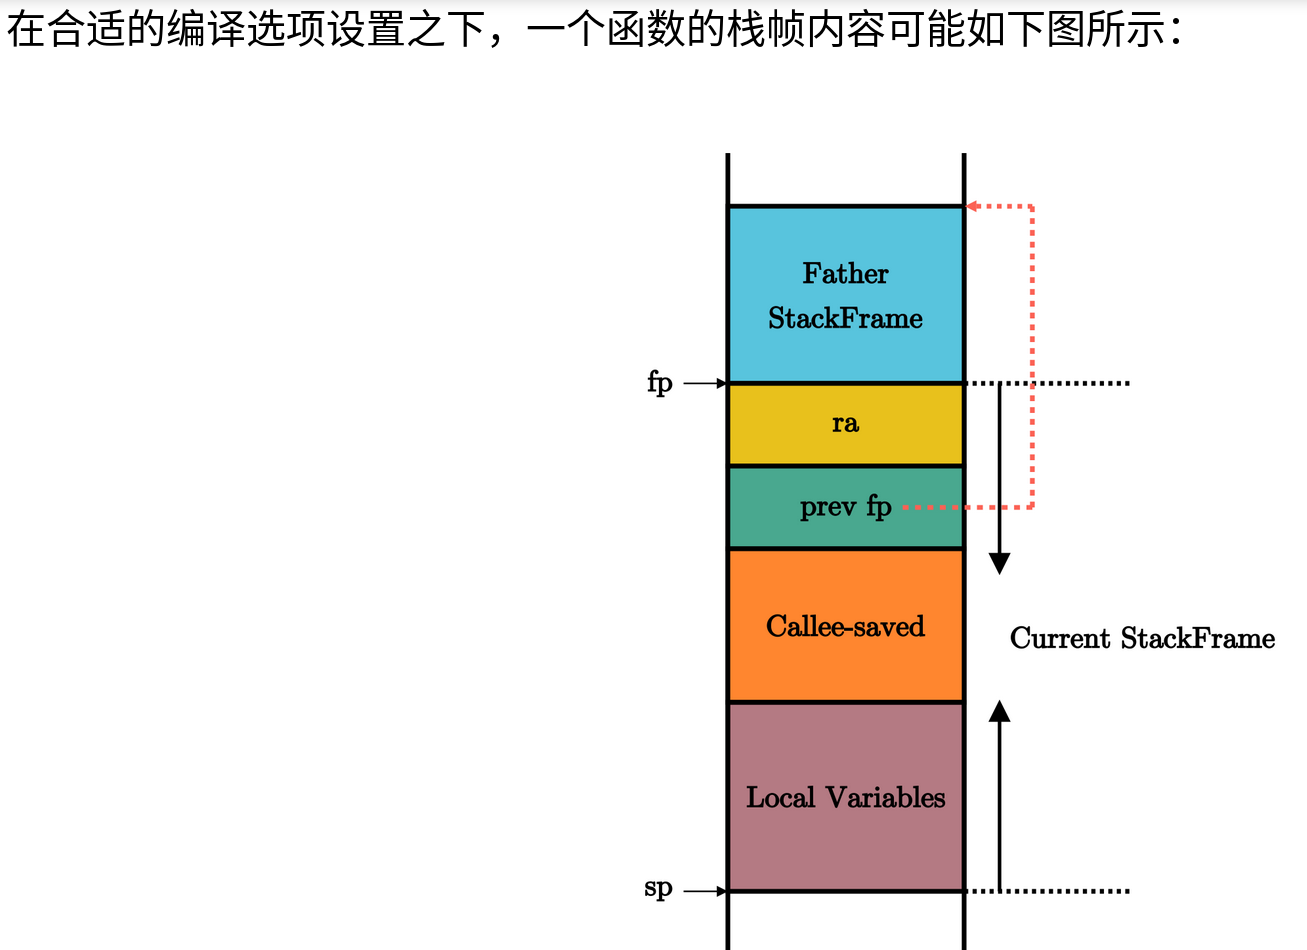 在合适的编译选项设置之下，一个函数的栈帧内容可能如下图所示：
Father
StackFrame
fp
ra
prev fp
Callee-saved
Current StackFrame
Local Variables
sp